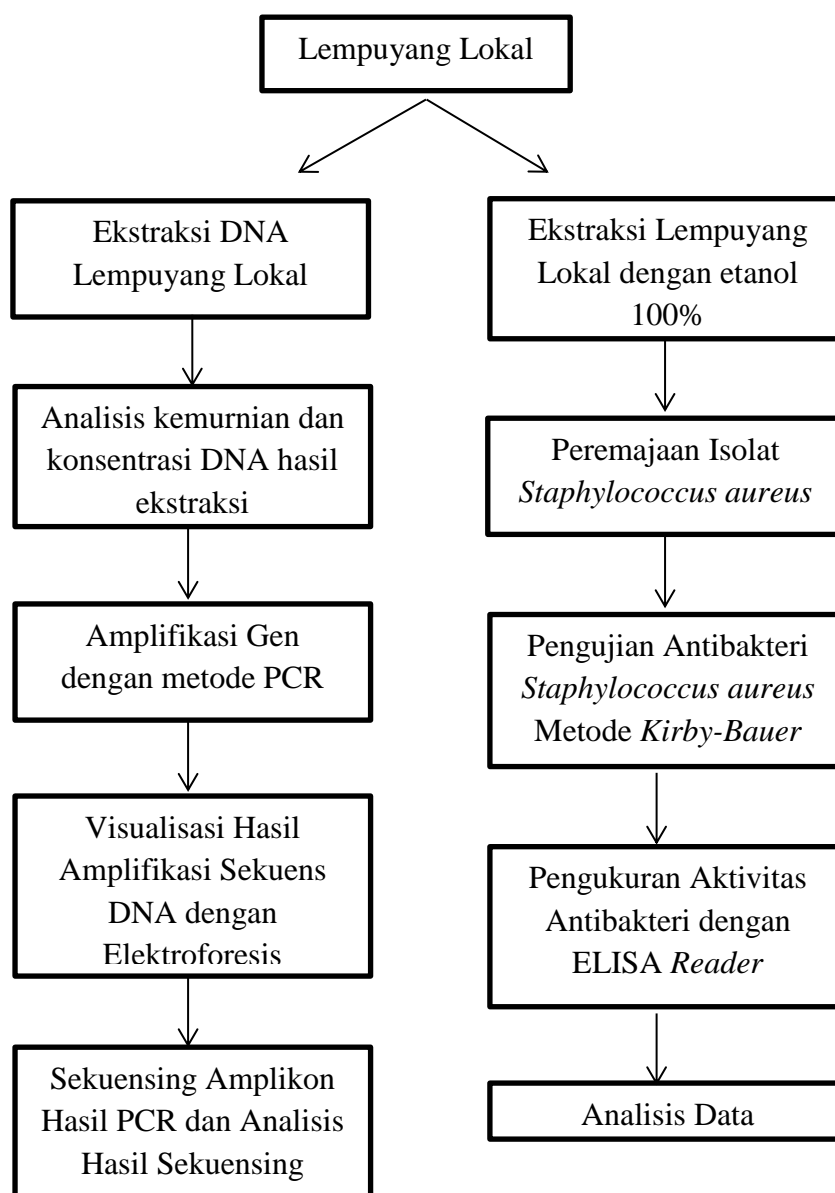 Lempuyang Lokal
Ekstraksi DNA
Lempuyang Lokal
Analisis kemurnian dan
konsentrasi DNA hasil
ekstraksi
Amplifikasi Gen
dengan metode PCR
Visualisasi Hasil
Amplifikasi Sekuens
DNA dengan
Elektroforesis
Sekuensing Amplikon
Hasil PCR dan Analisis
Hasil Sekuensing
Ekstraksi Lempuyang
Lokal dengan etanol
100%
Peremajaan Isolat
Staphylococcus aureus
Pengujian Antibakteri
Staphylococcus aureus
Metode Kirby-Bauer
Pengukuran Aktivitas
Antibakteri dengan
ELISA Reader
Analisis Data